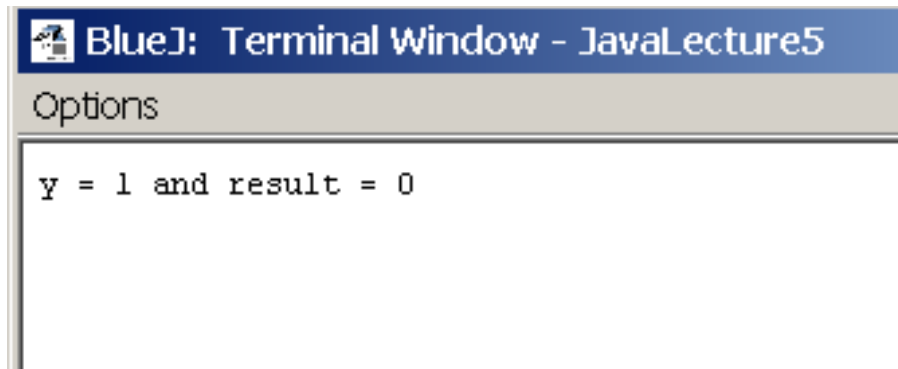 BlueJ: Terminal Window - JavaLecture5
Options
y = 1 and result = 0